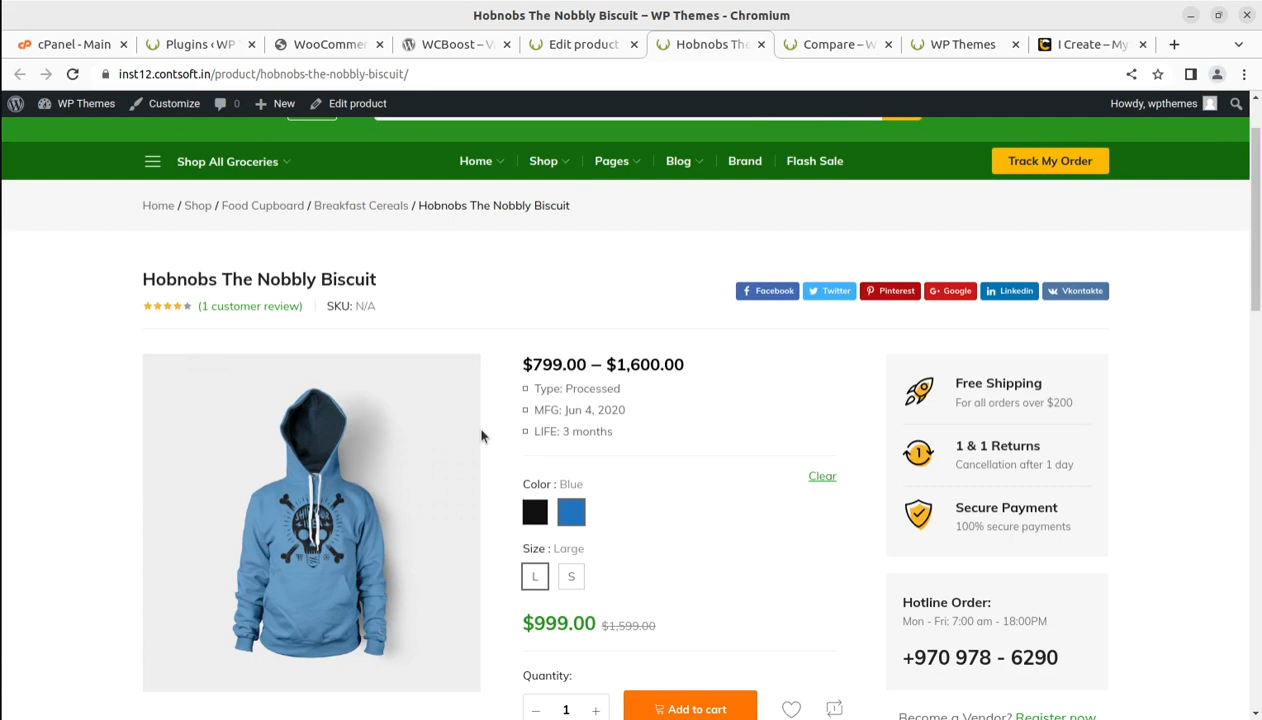 Hobnobs The Nobbly Biscuit – WP Themes - Chromium
cPanel - Main
Plugins ‹ WP
WooCommer
WCBoost – V
Edit product
Hobnobs The
Compare – W
WP Themes
I Create – My
inst12.contsoft.in/product/hobnobs-the-nobbly-biscuit/
WP Themes
Customize
0
New
Edit product
Howdy, wpthemes
Shop All Groceries
Home
Shop
Pages
Blog
Brand
Flash Sale
Track My Order
Home / Shop / Food Cupboard / Breakfast Cereals / Hobnobs The Nobbly Biscuit
Hobnobs The Nobbly Biscuit
(1 customer review)
SKU: N/A
Facebook
Twitter
Pinterest
Google
Linkedin
Vkontakte
$799.00 – $1,600.00
Type: Processed
MFG: Jun 4, 2020
LIFE: 3 months
Clear
Color : Blue
Size : Large
L
S
$999.00 $1,599.00
Quantity:
1
Add to cart
Free Shipping
For all orders over $200
1 & 1 Returns
Cancellation after 1 day
Secure Payment
100% secure payments
Hotline Order:
Mon - Fri: 7:00 am - 18:00PM
+970 978 - 6290
Become a Vendor? Register now